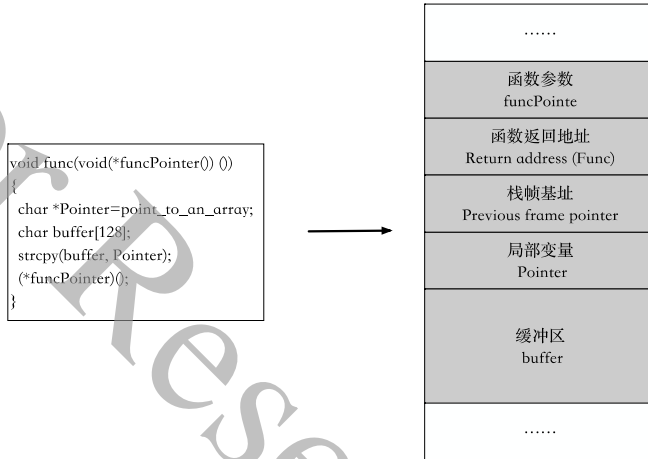 void func(void(*funcPointer()) ())
{
char *Pointer=point_to_an_array;
char buffer[128];
strcpy(buffer, Pointer);
(*funcPointer)();
}
……
函数参数
funcPointe
函数返回地址
Return address (Func)
栈帧基址
Previous frame pointer
局部变量
Pointer
缓冲区
buffer
……